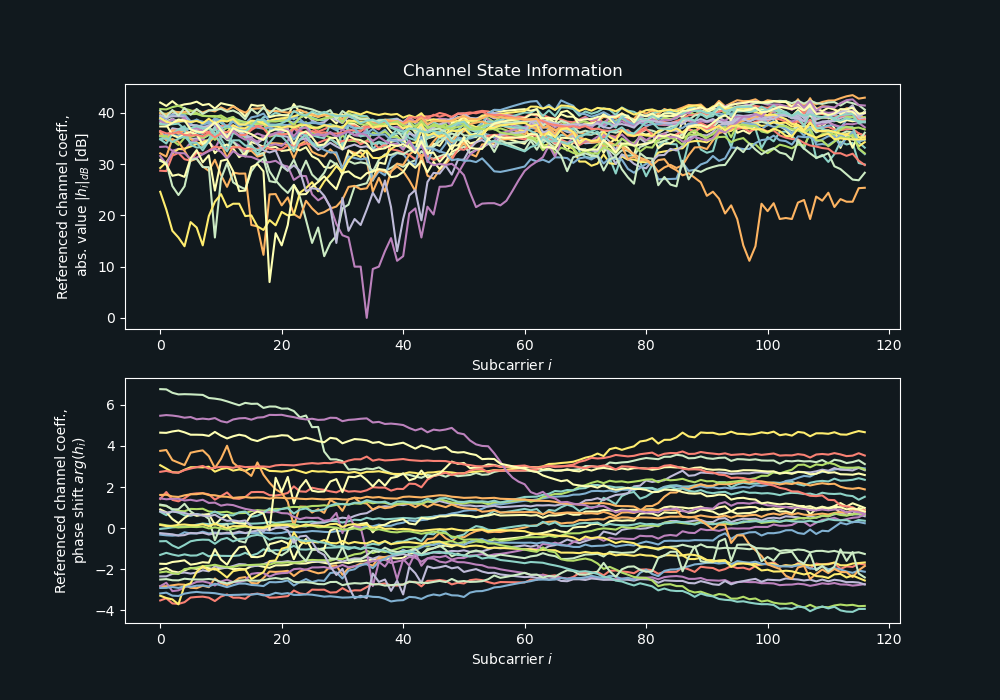 Channel State Information
Referenced channel coeff.,
abs. value |h_i|_dB [dB]
40
30
20
10
0
0 20 40 60 80 100 120
Subcarrier i
Referenced channel coeff.,
phase shift arg(h_i)
6
4
2
0
−2
−4
0 20 40 60 80 100 120
Subcarrier i